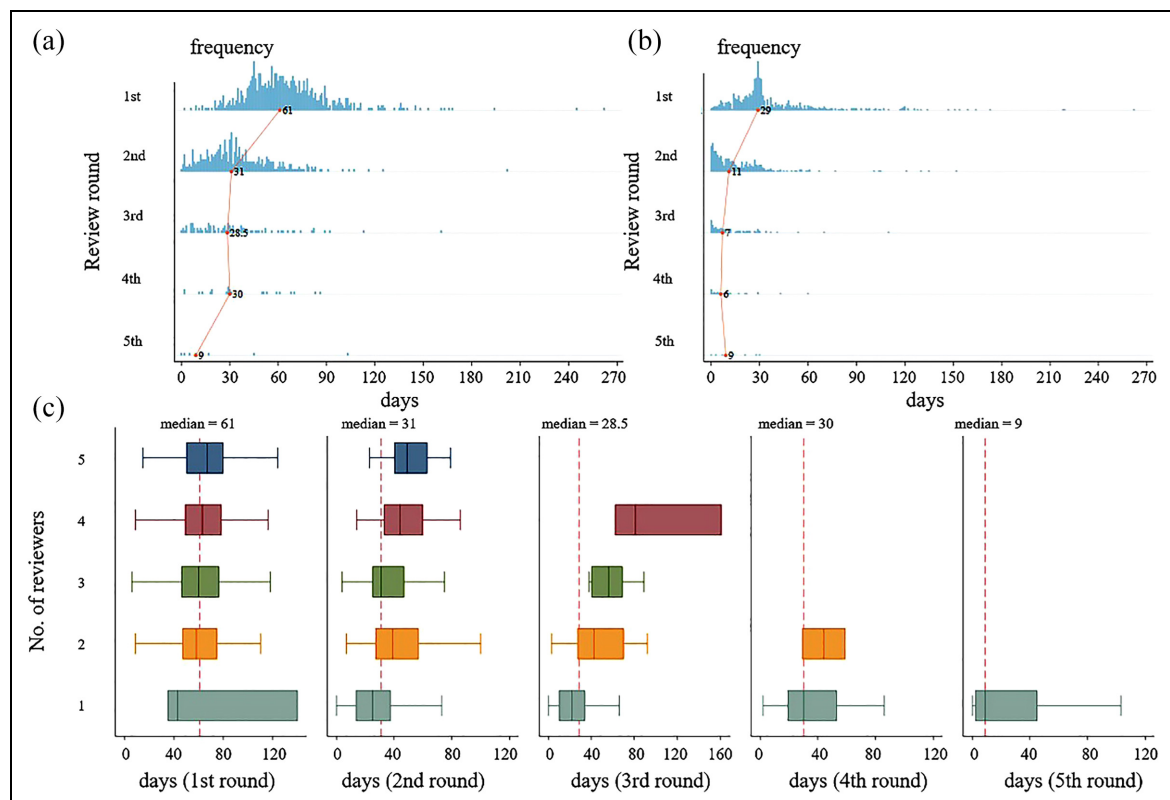 (a)
frequency
1st
61
2nd
31
3rd
28.5
4th
30
5th
9
Review round
0 30 60 90 120 150 180 210 240 270
days
(b)
frequency
1st
29
2nd
11
3rd
7
4th
6
5th
9
Review round
0 30 60 90 120 150 180 210 240 270
days
(c)
median = 61
median = 31
median = 28.5
median = 30
median = 9
No. of reviewers
5
4
3
2
1
0 40 80 120
0 40 80 120
0 40 80 120 160
0 40 80 120
0 40 80 120
days (1st round)
days (2nd round)
days (3rd round)
days (4th round)
days (5th round)